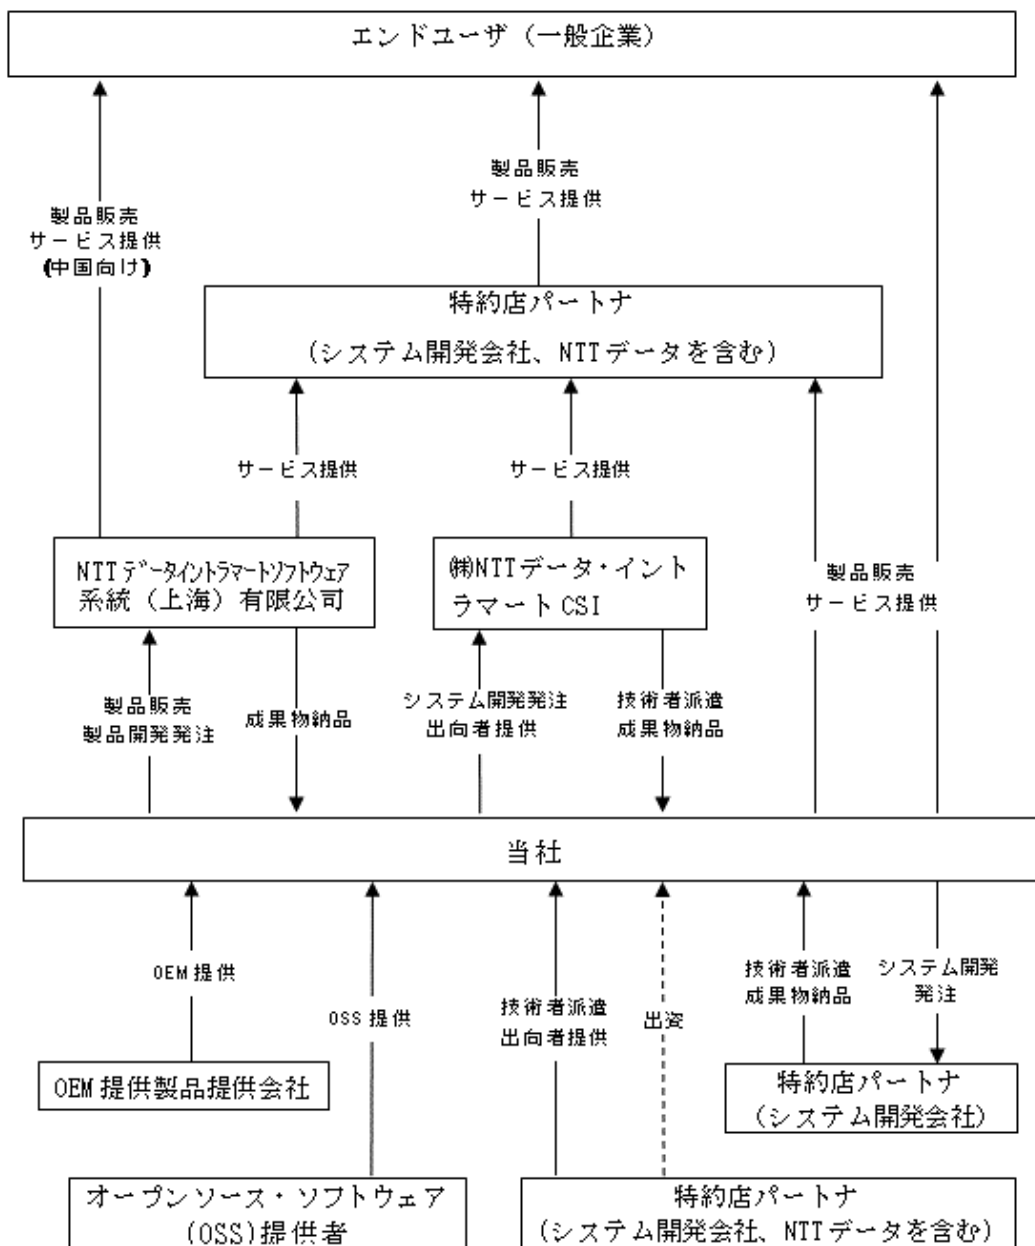 エンドユーザ（一般企業）
製品販売
サービス提供
製品販売
サービス提供
(中国向け)
特約店パートナ
(システム開発会社、NTTデータを含む)
サービス提供
サービス提供
NTTデータイントラマートソフトウェア
系統（上海）有限公司
㈱NTTデータ・イント
ラマートCSI
製品販売
サービス提供
製品販売
製品開発発注
成果物納品
システム開発発注
出向者提供
技術者派遣
成果物納品
当社
OEM提供
OSS提供
技術者派遣
出向者提供
出資
技術者派遣
成果物納品
システム開発
発注
OEM提供製品提供会社
特約店パートナ
(システム開発会社)
オープンソース・ソフトウェア
(OSS)提供者
特約店パートナ
(システム開発会社、NTTデータを含む)